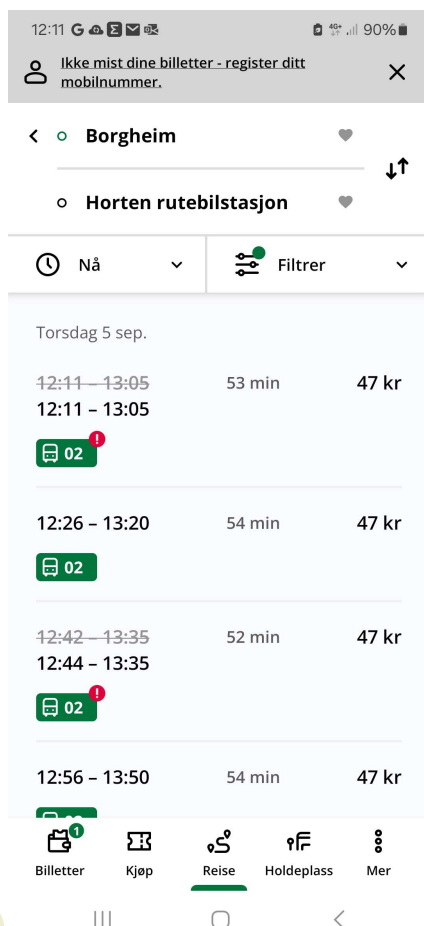 12:11 G Σ 4G+ 90%
Ikke mist dine billetter - register ditt
mobilnummer.
Borgheim
Horten rutebilstasjon
Nå Filtrer
Torsdag 5 sep.
12:11 – 13:05 53 min 47 kr
12:11 – 13:05
02 !
12:26 – 13:20 54 min 47 kr
02
12:42 – 13:35 52 min 47 kr
12:44 – 13:35
02 !
12:56 – 13:50 54 min 47 kr
1
Billetter Kjøp Reise Holdeplass Mer